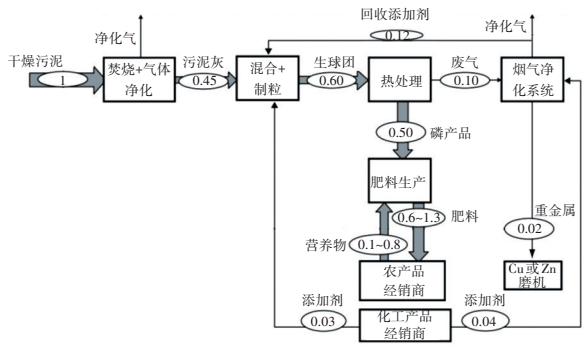 回收添加剂
0.12
净化气
净化气
干燥污泥
1
焚烧+气体
净化
污泥灰
0.45
混合+
制粒
生球团
0.60
热处理
废气
0.10
烟气净
化系统
0.50
磷产品
肥料生产
0.6~1.3
肥料
营养物
0.1~0.8
重金属
0.02
农产品
经销商
Cu或Zn
磨机
添加剂
0.03
化工产品
经销商
添加剂
0.04